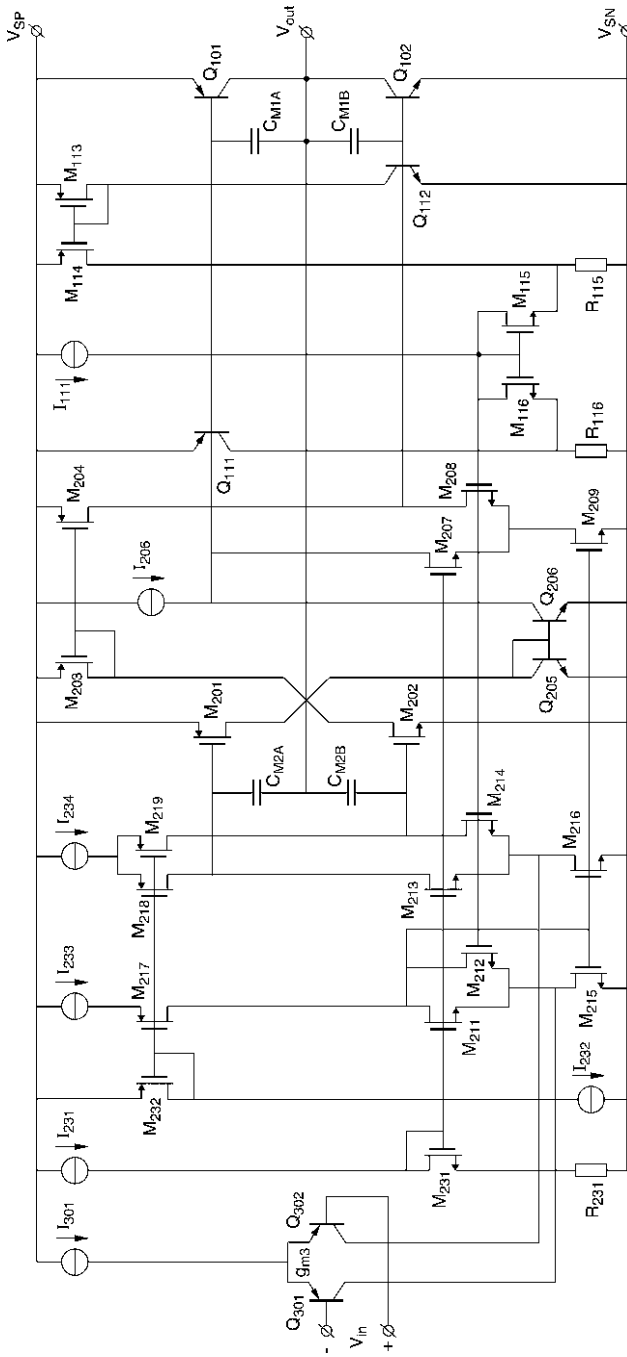 V_SP
V_out
V_SN
Q_101
Q_102
C_M1A
C_M1B
M_113
Q_112
M_114
M_115
R_115
I_111
M_116
R_116
Q_111
M_204
M_208
M_207
M_209
I_206
Q_206
M_203
Q_205
M_201
M_202
C_M2A
C_M2B
I_234
M_219
M_214
M_216
M_218
M_213
I_233
M_217
M_212
M_211
M_215
M_232
I_232
I_231
M_231
R_231
I_301
Q_302
g_m3
Q_301
V_in
-
+